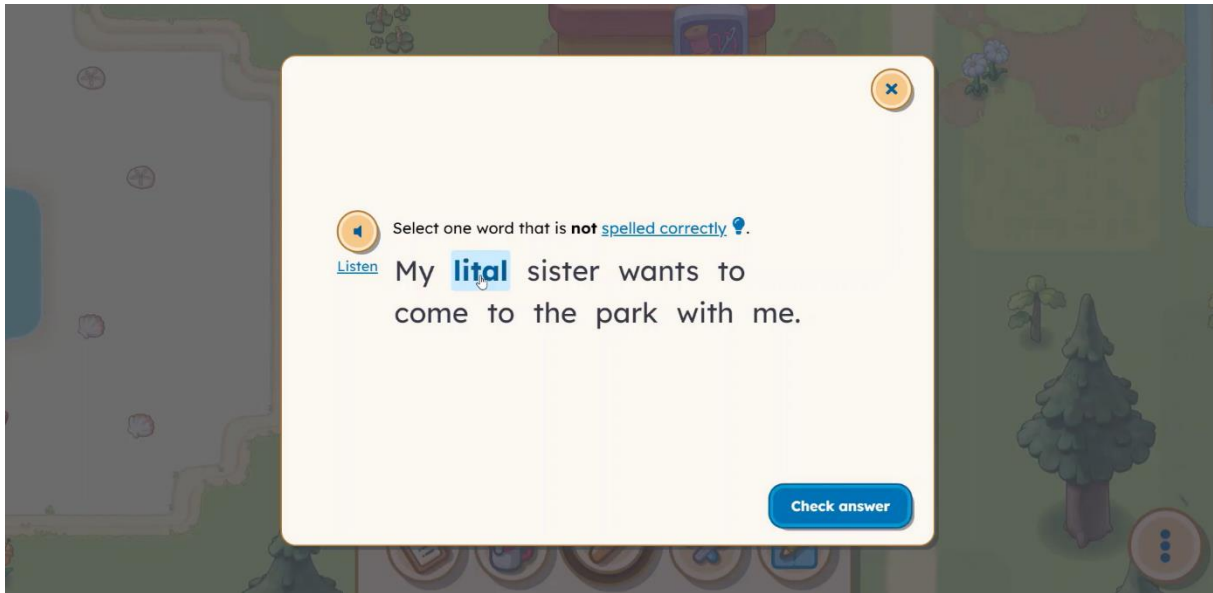 Select one word that is not spelled correctly.
Listen
My lital sister wants to
come to the park with me.
Check answer